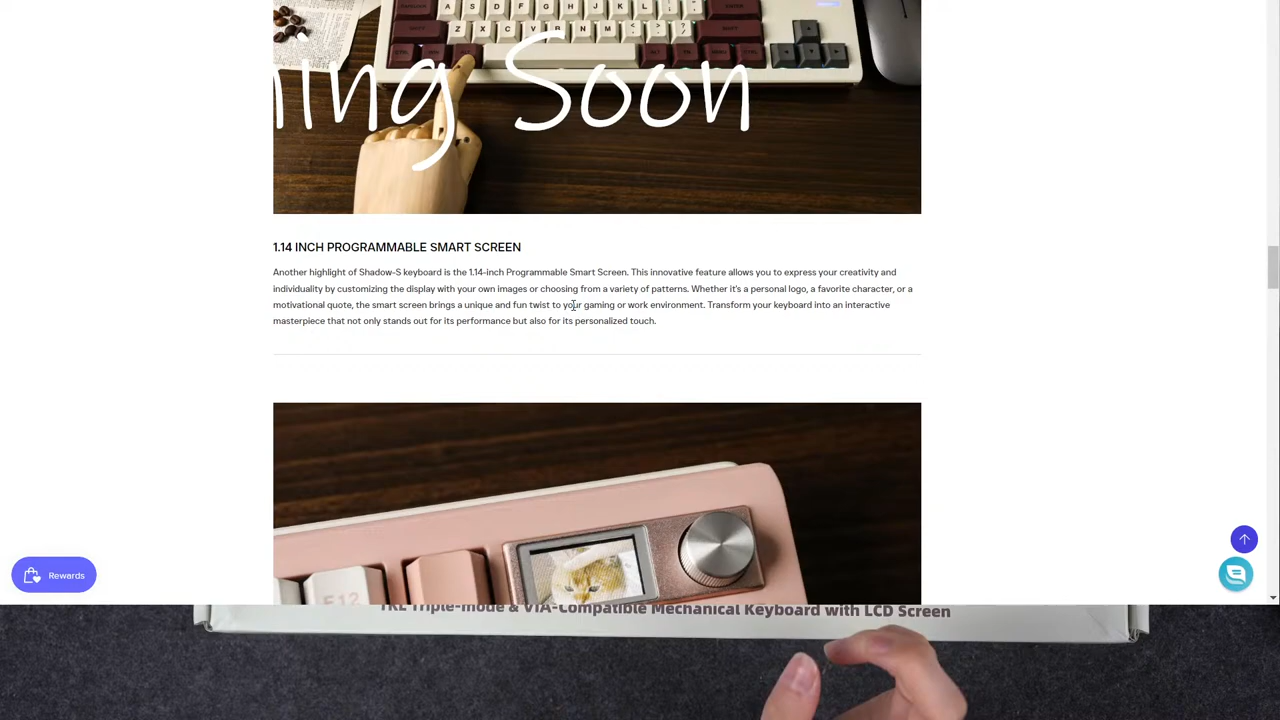 ning Soon
1.14 INCH PROGRAMMABLE SMART SCREEN
Another highlight of Shadow-S keyboard is the 1.14-inch Programmable Smart Screen. This innovative feature allows you to express your creativity and
individuality by customizing the display with your own images or choosing from a variety of patterns. Whether it's a personal logo, a favorite character, or a
motivational quote, the smart screen brings a unique and fun twist to your gaming or work environment. Transform your keyboard into an interactive
masterpiece that not only stands out for its performance but also for its personalized touch.
F12
Rewards
TKL Triple-mode & VIA-Compatible Mechanical Keyboard with LCD Screen